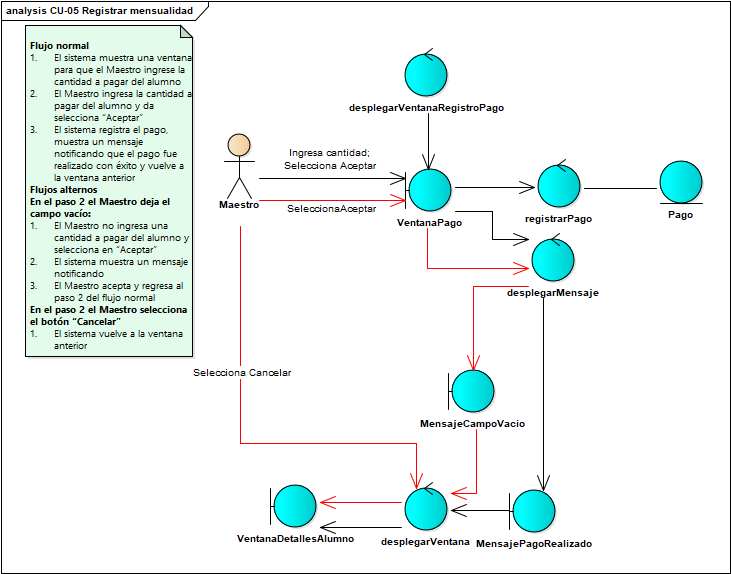 analysis CU-05 Registrar mensualidad
Flujo normal
1. El sistema muestra una ventana
para que el Maestro ingrese la
cantidad a pagar del alumno
2. El Maestro ingresa la cantidad a
pagar del alumno y da
selecciona “Aceptar”
3. El sistema registra el pago,
muestra un mensaje
notificando que el pago fue
realizado con éxito y vuelve a
la ventana anterior
Flujos alternos
En el paso 2 el Maestro deja el
campo vacío:
1. El Maestro no ingresa una
cantidad a pagar del alumno y
selecciona en “Aceptar”
2. El sistema muestra un mensaje
notificando
3. El Maestro acepta y regresa al
paso 2 del flujo normal
En el paso 2 el Maestro selecciona
el botón “Cancelar”
1. El sistema vuelve a la ventana
anterior
desplegarVentanaRegistroPago
Ingresa cantidad;
Selecciona Aceptar
Maestro
SeleccionaAceptar
VentanaPago
registrarPago
Pago
desplegarMensaje
Selecciona Cancelar
MensajeCampoVacio
VentanaDetallesAlumno
desplegarVentana
MensajePagoRealizado